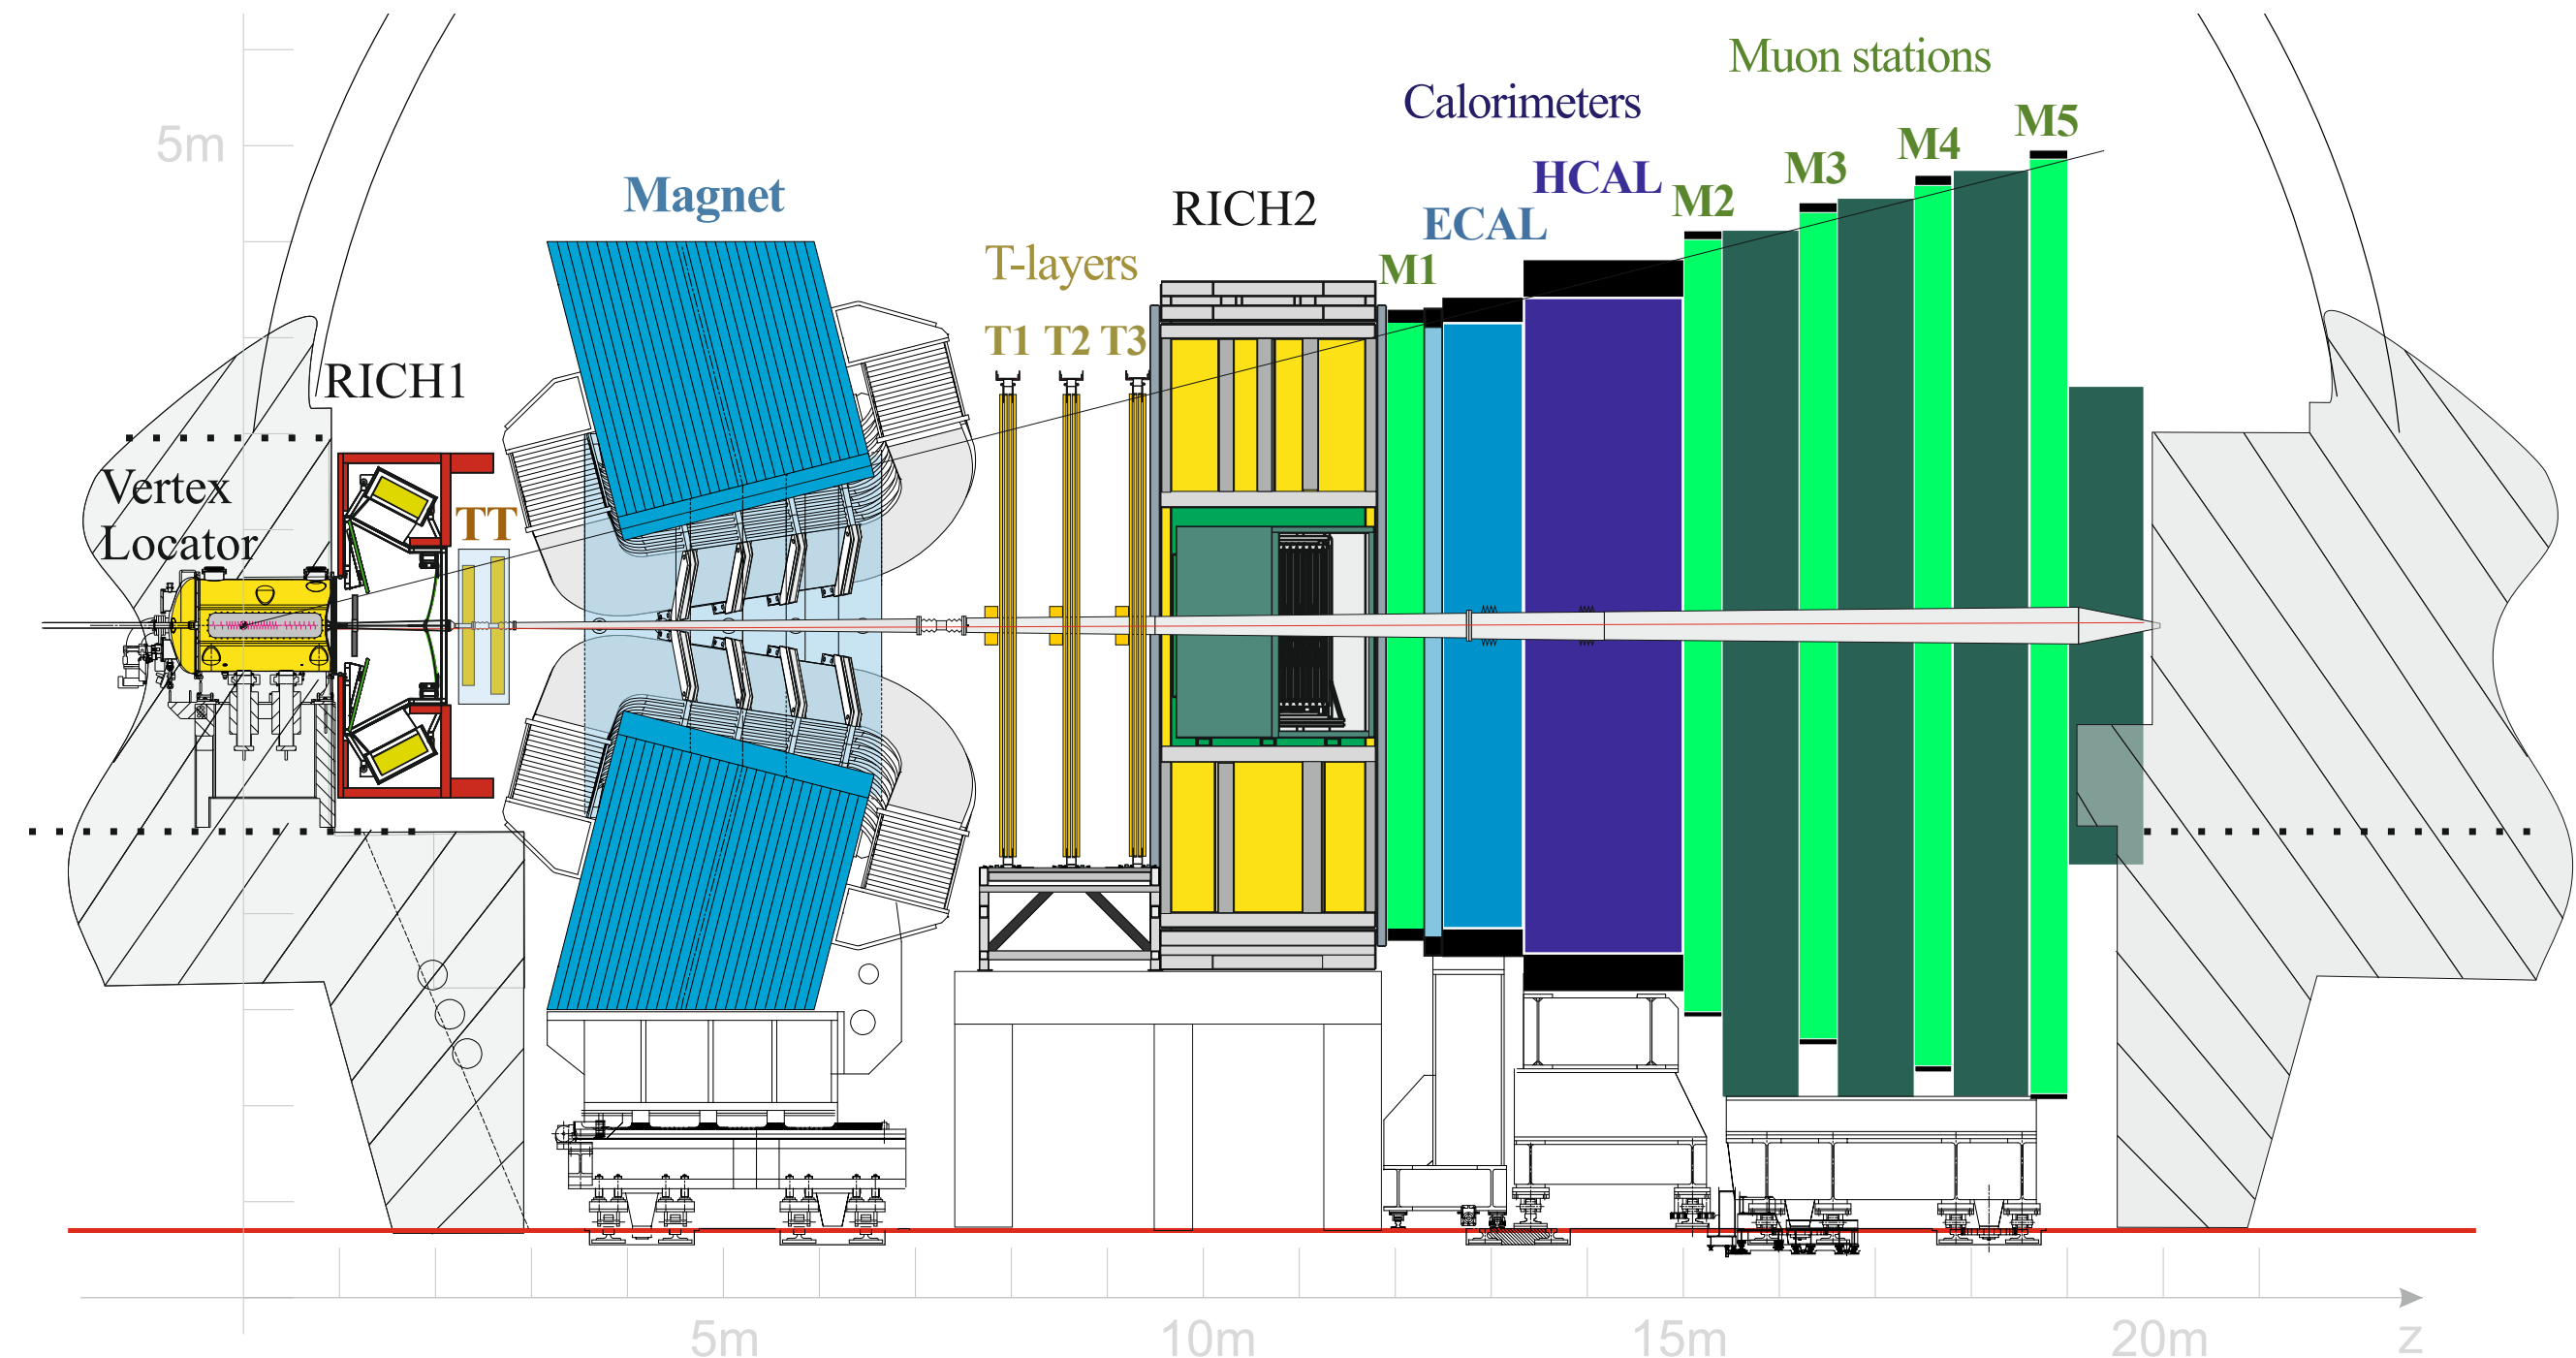 Muon stations
Calorimeters
M5
M4
5m
M3
HCAL
M2
Magnet
RICH2
ECAL
T-layers
M1
T1 T2 T3
RICH1
Vertex
Locator
TT
5m
10m
15m
20m
z